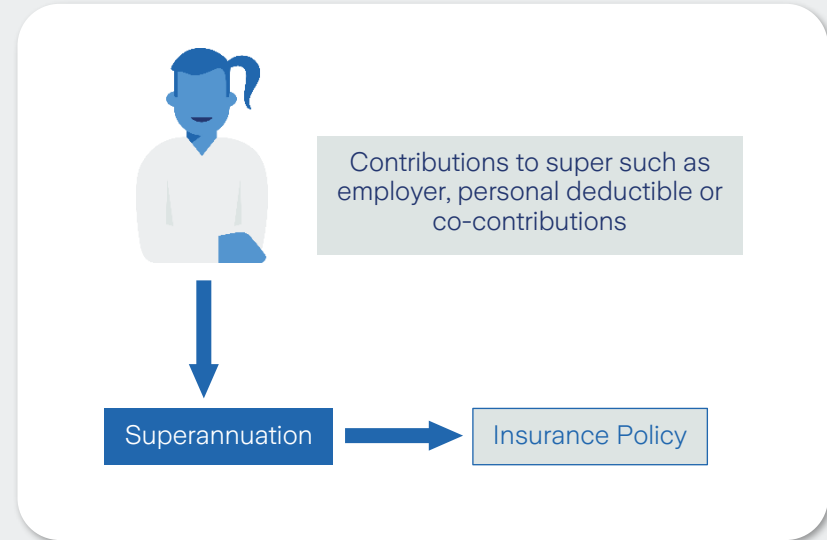 Contributions to super such as
employer, personal deductible or
co-contributions
Superannuation
Insurance Policy